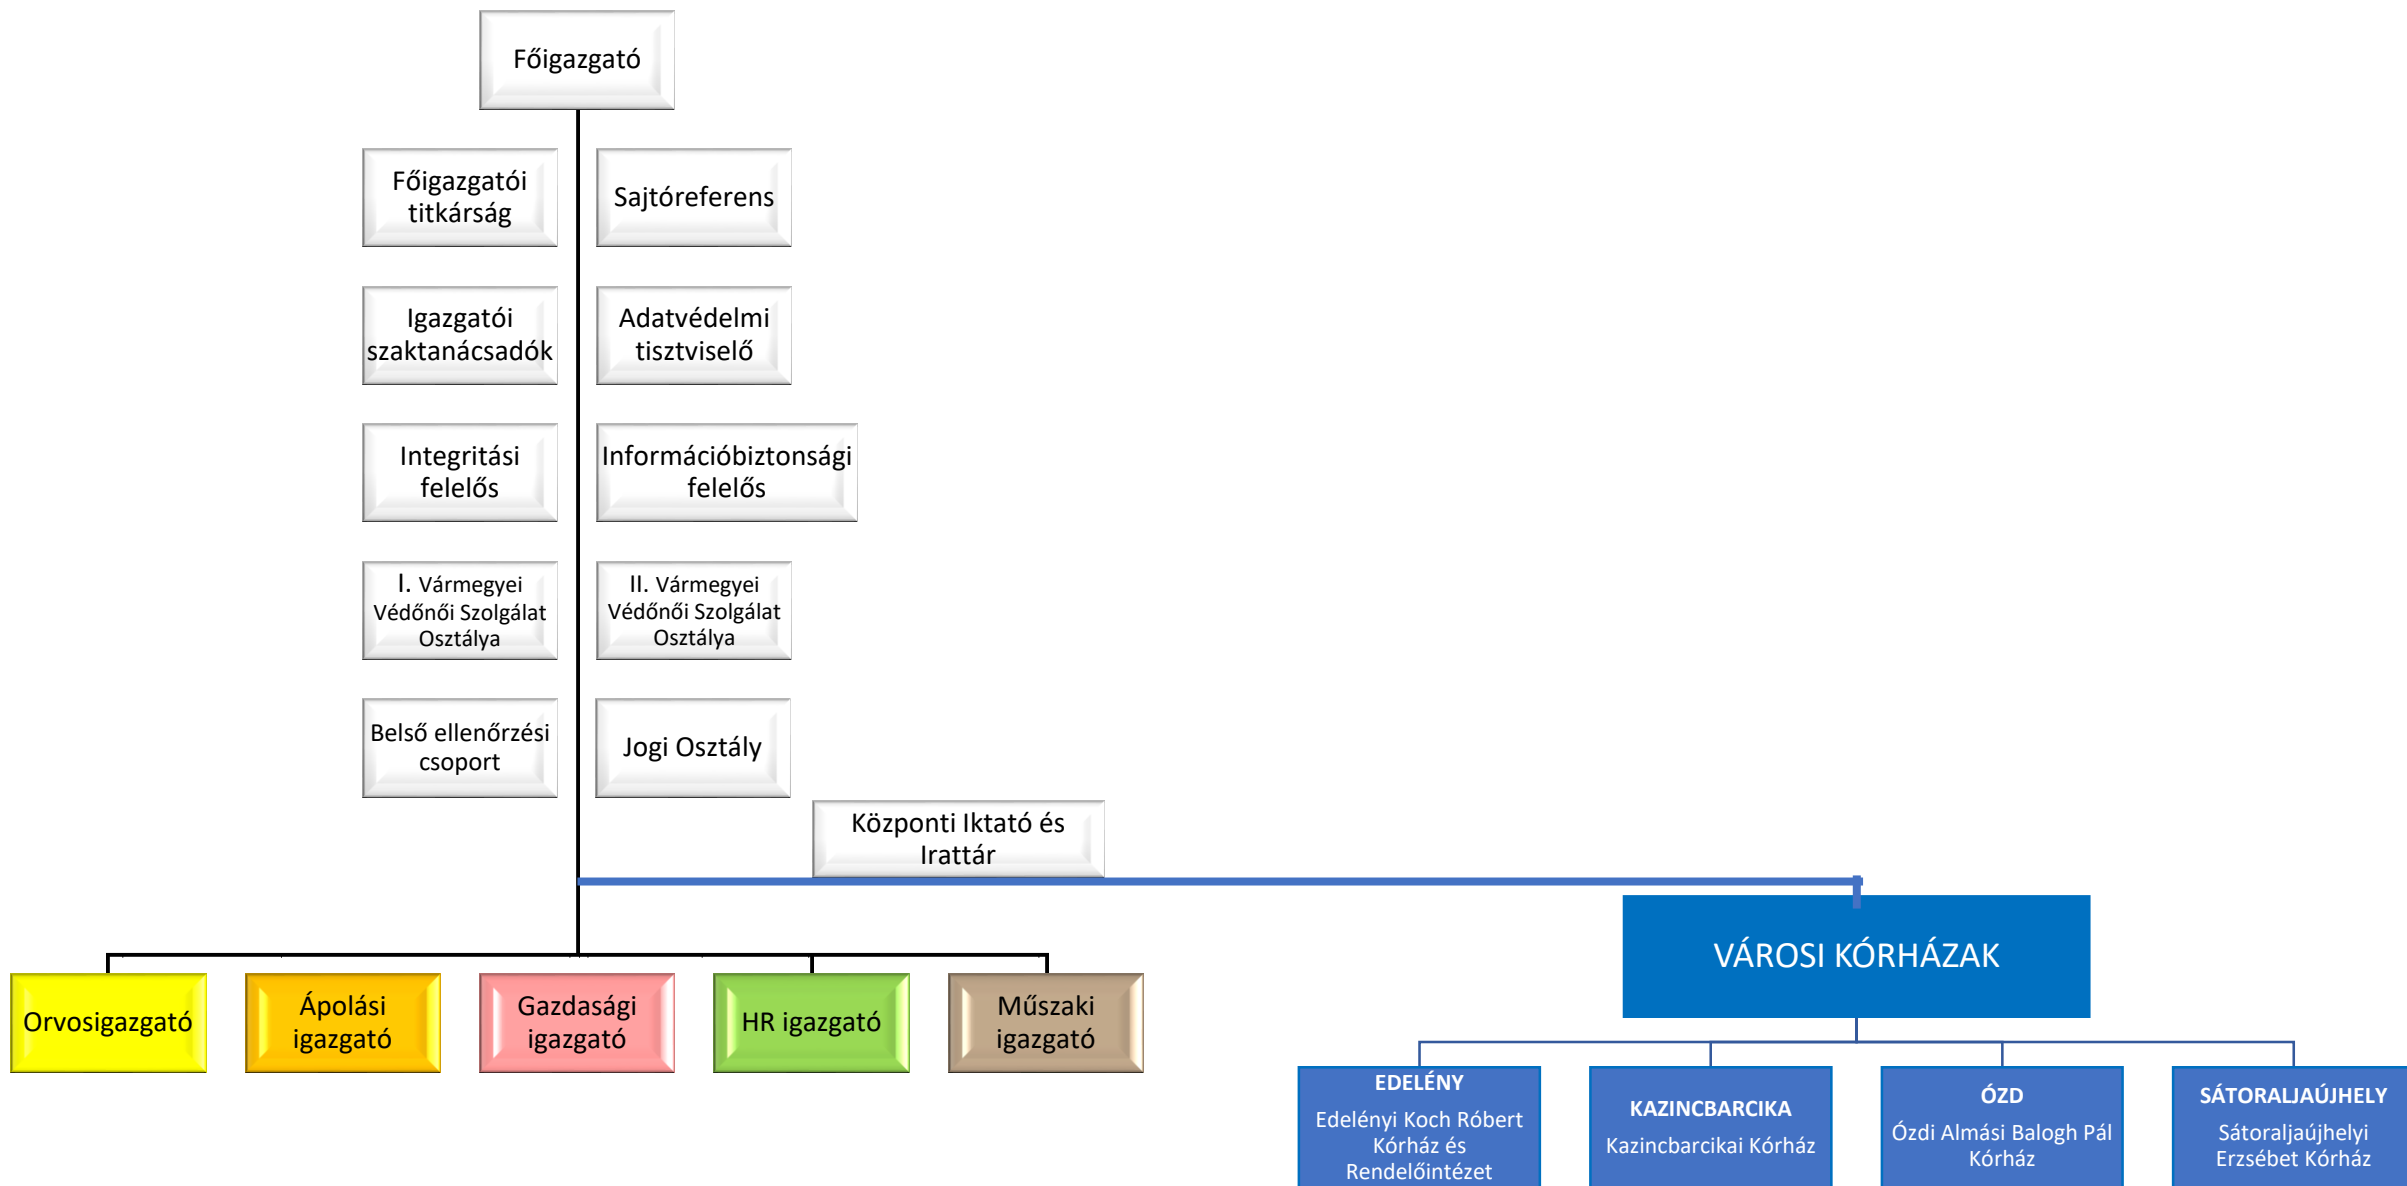 Főigazgató
Főigazgatói
titkárság
Sajtóreferens
Igazgatói
szaktanácsadók
Adatvédelmi
tisztviselő
Integritási
felelős
Információbiztonsági
felelős
I. Vármegyei
Védőnői Szolgálat
Osztálya
II. Vármegyei
Védőnői Szolgálat
Osztálya
Belső ellenőrzési
csoport
Jogi Osztály
Központi Iktató és
Irattár
VÁROSI KÓRHÁZAK
Orvosigazgató
Ápolási
igazgató
Gazdasági
igazgató
HR igazgató
Műszaki
igazgató
EDELÉNY
Edelényi Koch Róbert
Kórház és
Rendelőintézet
KAZINCBARCIKA
Kazincbarcikai Kórház
ÓZD
Ózdi Almási Balogh Pál
Kórház
SÁTORALJAÚJHELY
Sátoraljaújhelyi
Erzsébet Kórház